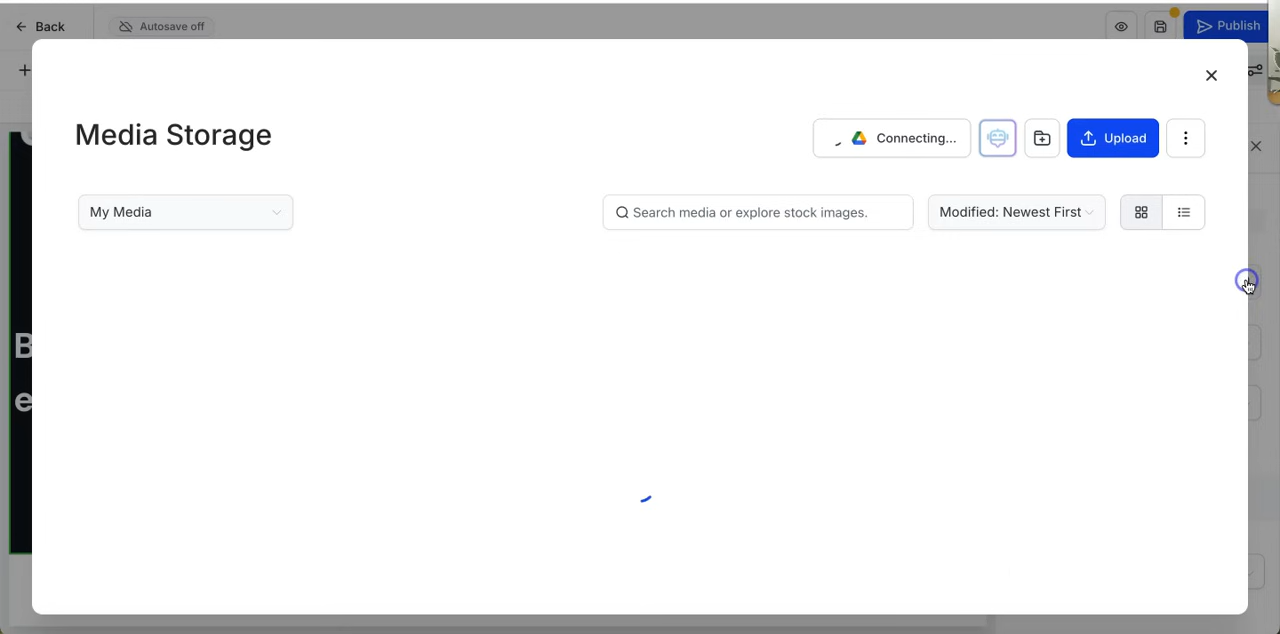 Back
Autosave off
Publish
Media Storage
Connecting...
Upload
My Media
Search media or explore stock images.
Modified: Newest First
B
e